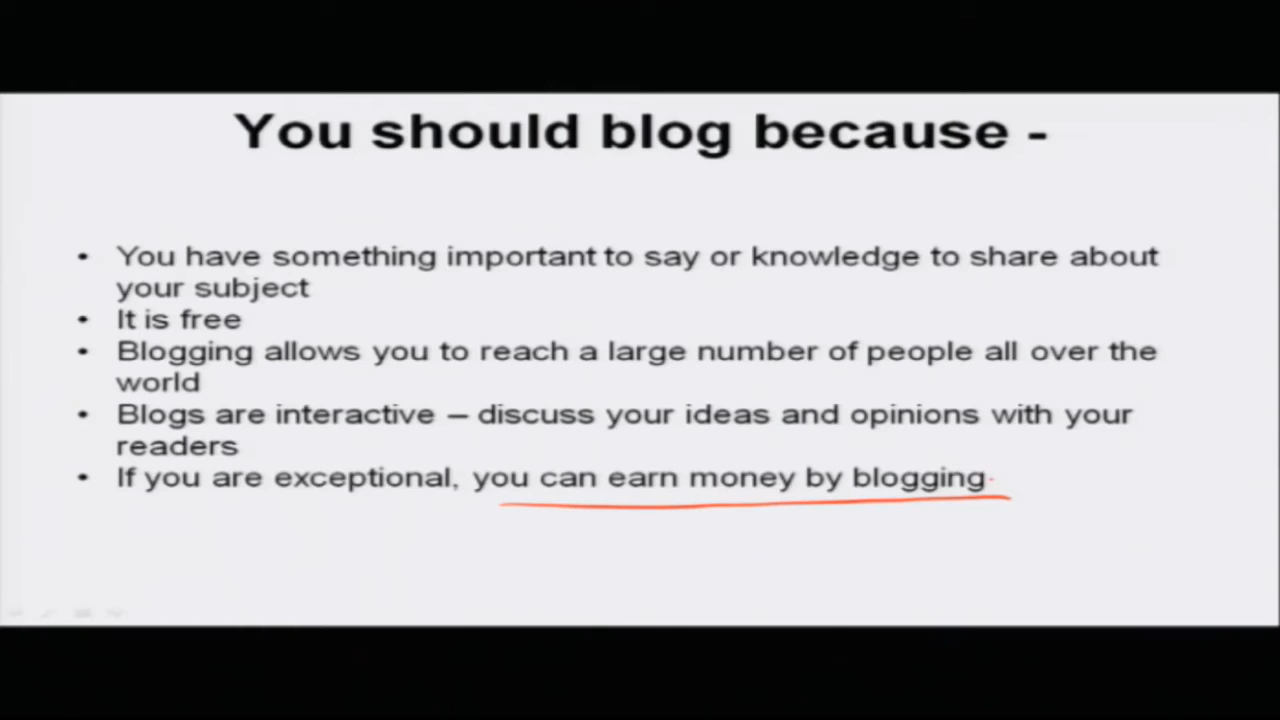 You should blog because -
• You have something important to say or knowledge to share about
your subject
• It is free
• Blogging allows you to reach a large number of people all over the
world
• Blogs are interactive – discuss your ideas and opinions with your
readers
• If you are exceptional, you can earn money by blogging